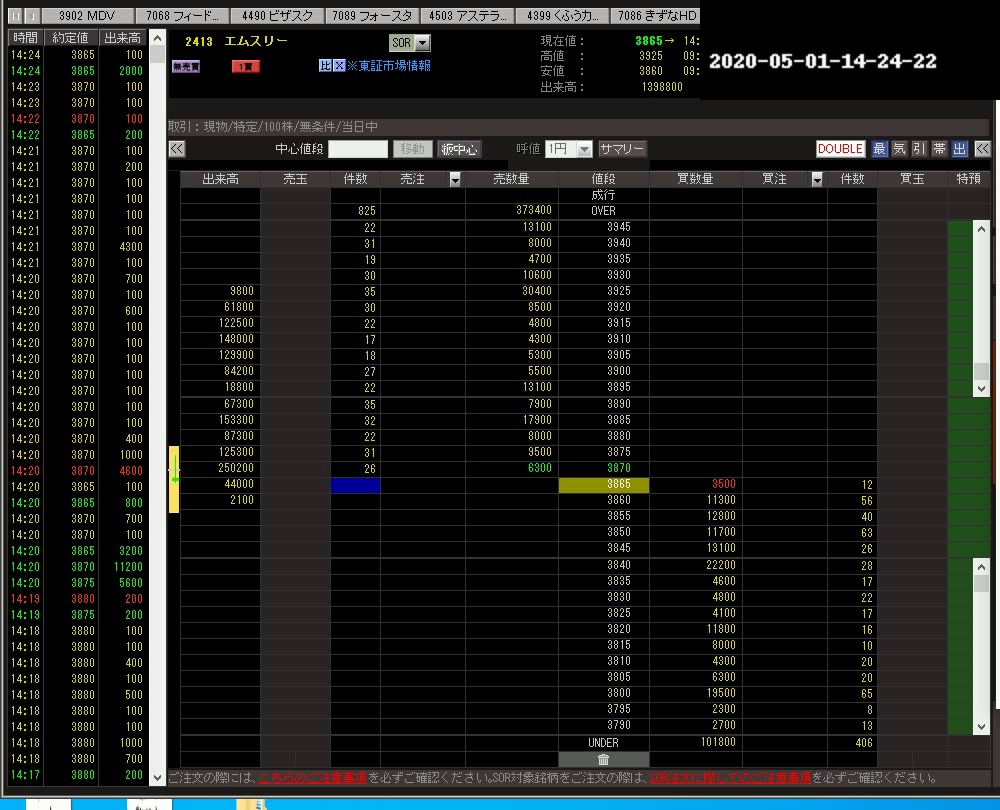 3902 MDV 7068 フィード… 4490 ビザスク 7089 フォースタ 4503 アステラ… 4399 くふうカ… 7086 きずなHD
時間 約定値 出来高
14:24 3865 100
14:24 3865 2000
14:23 3870 100
14:23 3870 100
14:22 3870 100
14:22 3865 200
14:21 3870 100
14:21 3870 200
14:21 3870 100
14:21 3870 100
14:21 3870 100
14:21 3870 100
14:21 3870 4300
14:21 3870 100
14:20 3870 700
14:20 3870 100
14:20 3870 600
14:20 3870 100
14:20 3870 100
14:20 3870 100
14:20 3870 100
14:20 3870 100
14:20 3870 100
14:20 3870 100
14:20 3870 400
14:20 3870 1000
14:20 3870 4600
14:20 3865 100
14:20 3865 800
14:20 3870 700
14:20 3870 100
14:20 3865 3200
14:20 3870 11200
14:20 3875 5600
14:19 3880 200
14:19 3875 200
14:18 3880 100
14:18 3880 100
14:18 3880 400
14:18 3880 100
14:18 3880 500
14:18 3880 100
14:18 3880 100
14:18 3880 1000
14:18 3880 700
14:17 3880 200
2413 エムスリー SOR
無売買 1買 比 X ※東証市場情報
現在値: 3865→ 14:
高値: 3925 09:
安値: 3860 09:
出来高: 1398800
2020-05-01-14-24-22
取引:現物/特定/100株/無条件/当日中
中心値段 移動 板中心 呼値 1円 サマリー DOUBLE 最 気 引 帯 出
出来高 売玉 件数 売注 売数量 値段 買数量 買注 件数 買玉 特預
成行
825 373400 OVER
22 13100 3945
31 8000 3940
19 4700 3935
30 10600 3930
9800 35 30400 3925
61800 30 8500 3920
122500 22 4800 3915
148000 17 4300 3910
129900 18 5300 3905
84200 27 5500 3900
18800 22 13100 3895
67300 35 7900 3890
153300 32 17900 3885
87300 22 8000 3880
125300 31 9500 3875
250200 26 6300 3870
44000 3865 3500 12
2100 3860 11300 56
3855 12800 40
3850 11700 63
3845 13100 26
3840 22200 28
3835 4600 17
3830 4800 22
3825 4100 17
3820 11800 16
3815 8000 10
3810 4300 20
3805 6300 20
3800 19500 65
3795 2300 8
3790 2700 13
UNDER 101800 406
ご注文の際には、こちらのご注意事項を必ずご確認ください。SOR対象銘柄をご注文の際は、SOR注文に際してのご注意事項を必ずご確認ください。